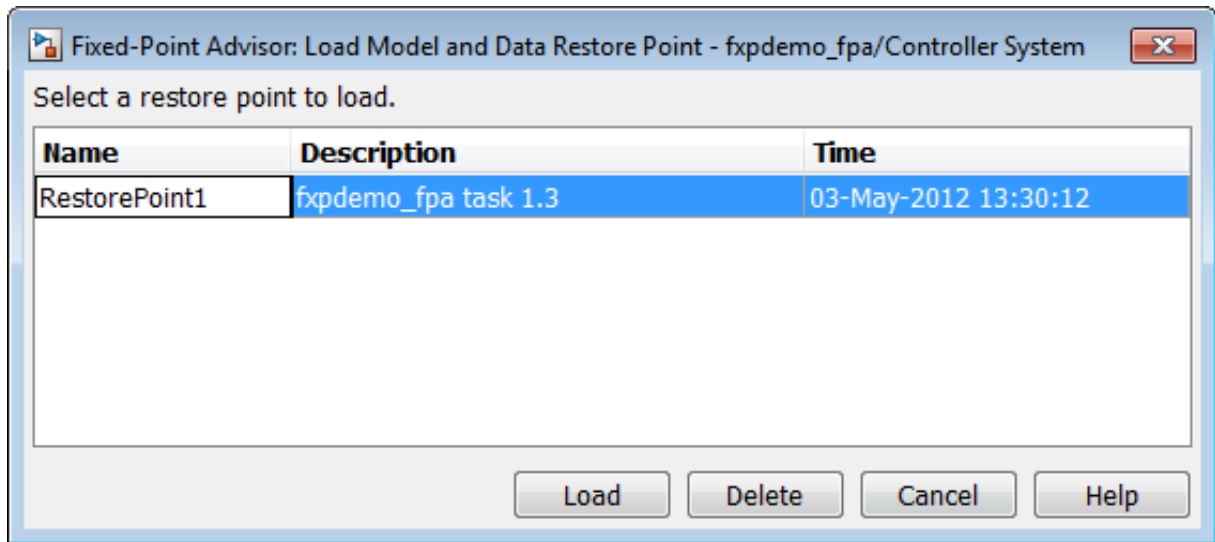 Fixed-Point Advisor: Load Model and Data Restore Point - fxpdemo_fpa/Controller System
Select a restore point to load.
Name Description Time
RestorePoint1 fxpdemo_fpa task 1.3 03-May-2012 13:30:12
Load Delete Cancel Help